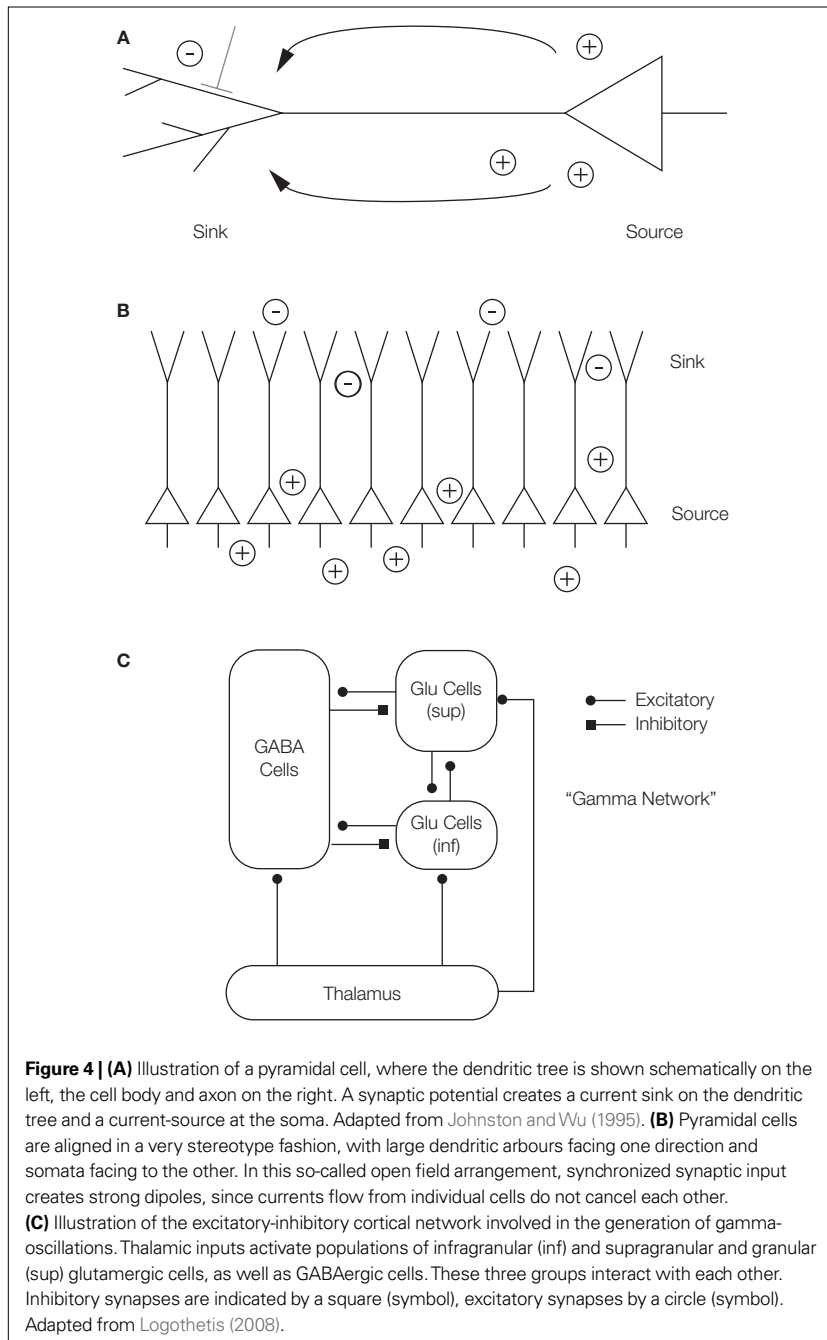 A
-
+
+
+
Sink
Source
B
-
-
Sink
-
-
+
+
+
Source
+
+
+
+
C
GABA
Cells
Glu Cells
(sup)
Glu Cells
(inf)
Thalamus
Excitatory
Inhibitory
“Gamma Network”
Figure 4 | (A) Illustration of a pyramidal cell, where the dendritic tree is shown schematically on the
left, the cell body and axon on the right. A synaptic potential creates a current sink on the dendritic
tree and a current-source at the soma. Adapted from Johnston and Wu (1995). (B) Pyramidal cells
are aligned in a very stereotype fashion, with large dendritic arbours facing one direction and
somata facing to the other. In this so-called open field arrangement, synchronized synaptic input
creates strong dipoles, since currents flow from individual cells do not cancel each other.
(C) Illustration of the excitatory-inhibitory cortical network involved in the generation of gamma-
oscillations. Thalamic inputs activate populations of infragranular (inf) and supragranular and granular
(sup) glutamergic cells, as well as GABAergic cells. These three groups interact with each other.
Inhibitory synapses are indicated by a square (symbol), excitatory synapses by a circle (symbol).
Adapted from Logothetis (2008).